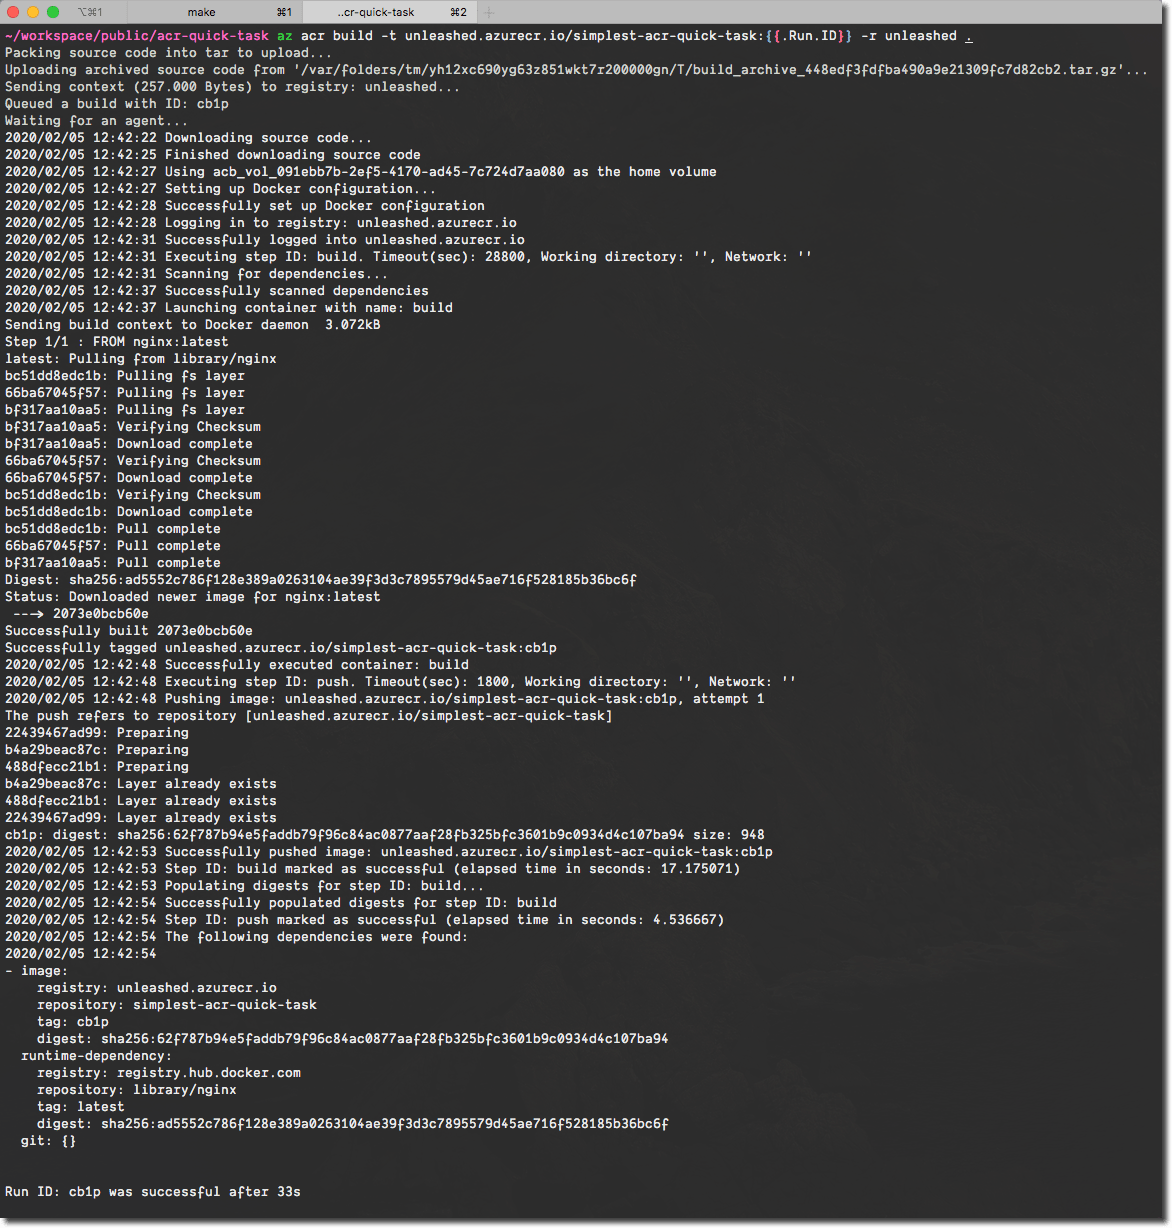 ⌥⌘1 make ⌘1 ..cr-quick-task ⌘2 +
~/workspace/public/acr-quick-task az acr build -t unleashed.azurecr.io/simplest-acr-quick-task:{{.Run.ID}} -r unleashed .
Packing source code into tar to upload...
Uploading archived source code from '/var/folders/tm/yh12xc690yg63z851wkt7r200000gn/T/build_archive_448edf3fdfba490a9e21309fc7d82cb2.tar.gz'...
Sending context (257.000 Bytes) to registry: unleashed...
Queued a build with ID: cb1p
Waiting for an agent...
2020/02/05 12:42:22 Downloading source code...
2020/02/05 12:42:25 Finished downloading source code
2020/02/05 12:42:27 Using acb_vol_091ebb7b-2ef5-4170-ad45-7c724d7aa080 as the home volume
2020/02/05 12:42:27 Setting up Docker configuration...
2020/02/05 12:42:28 Successfully set up Docker configuration
2020/02/05 12:42:28 Logging in to registry: unleashed.azurecr.io
2020/02/05 12:42:31 Successfully logged into unleashed.azurecr.io
2020/02/05 12:42:31 Executing step ID: build. Timeout(sec): 28800, Working directory: '', Network: ''
2020/02/05 12:42:31 Scanning for dependencies...
2020/02/05 12:42:37 Successfully scanned dependencies
2020/02/05 12:42:37 Launching container with name: build
Sending build context to Docker daemon  3.072kB
Step 1/1 : FROM nginx:latest
latest: Pulling from library/nginx
bc51dd8edc1b: Pulling fs layer
66ba67045f57: Pulling fs layer
bf317aa10aa5: Pulling fs layer
bf317aa10aa5: Verifying Checksum
bf317aa10aa5: Download complete
66ba67045f57: Verifying Checksum
66ba67045f57: Download complete
bc51dd8edc1b: Verifying Checksum
bc51dd8edc1b: Download complete
bc51dd8edc1b: Pull complete
66ba67045f57: Pull complete
bf317aa10aa5: Pull complete
Digest: sha256:ad5552c786f128e389a0263104ae39f3d3c7895579d45ae716f528185b36bc6f
Status: Downloaded newer image for nginx:latest
 ---> 2073e0bcb60e
Successfully built 2073e0bcb60e
Successfully tagged unleashed.azurecr.io/simplest-acr-quick-task:cb1p
2020/02/05 12:42:48 Successfully executed container: build
2020/02/05 12:42:48 Executing step ID: push. Timeout(sec): 1800, Working directory: '', Network: ''
2020/02/05 12:42:48 Pushing image: unleashed.azurecr.io/simplest-acr-quick-task:cb1p, attempt 1
The push refers to repository [unleashed.azurecr.io/simplest-acr-quick-task]
22439467ad99: Preparing
b4a29beac87c: Preparing
488dfecc21b1: Preparing
b4a29beac87c: Layer already exists
488dfecc21b1: Layer already exists
22439467ad99: Layer already exists
cb1p: digest: sha256:62f787b94e5faddb79f96c84ac0877aaf28fb325bfc3601b9c0934d4c107ba94 size: 948
2020/02/05 12:42:53 Successfully pushed image: unleashed.azurecr.io/simplest-acr-quick-task:cb1p
2020/02/05 12:42:53 Step ID: build marked as successful (elapsed time in seconds: 17.175071)
2020/02/05 12:42:53 Populating digests for step ID: build...
2020/02/05 12:42:54 Successfully populated digests for step ID: build
2020/02/05 12:42:54 Step ID: push marked as successful (elapsed time in seconds: 4.536667)
2020/02/05 12:42:54 The following dependencies were found:
2020/02/05 12:42:54
- image:
    registry: unleashed.azurecr.io
    repository: simplest-acr-quick-task
    tag: cb1p
    digest: sha256:62f787b94e5faddb79f96c84ac0877aaf28fb325bfc3601b9c0934d4c107ba94
  runtime-dependency:
    registry: registry.hub.docker.com
    repository: library/nginx
    tag: latest
    digest: sha256:ad5552c786f128e389a0263104ae39f3d3c7895579d45ae716f528185b36bc6f
  git: {}
Run ID: cb1p was successful after 33s